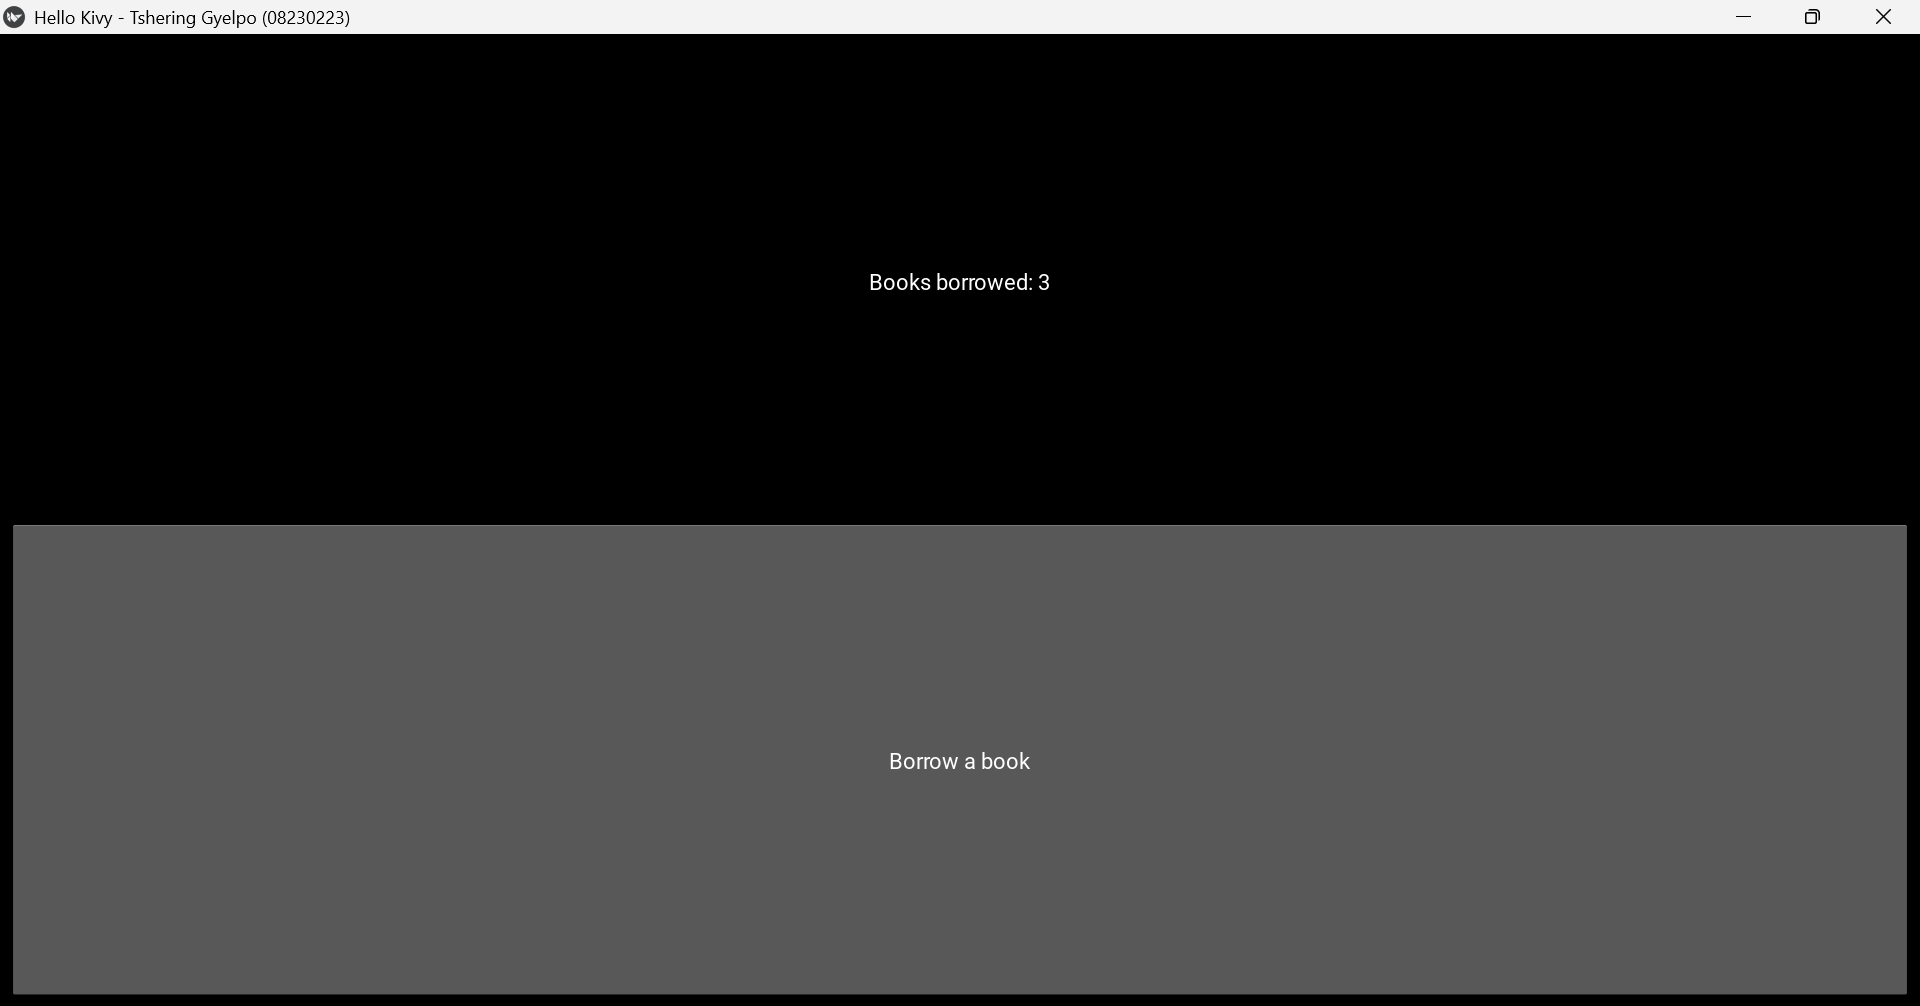 Hello Kivy - Tshering Gyelpo (08230223)
Books borrowed: 3
Borrow a book